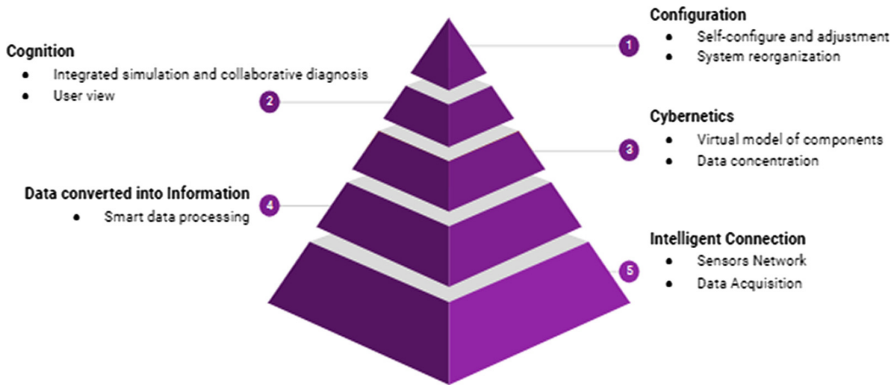 Configuration
1
● Self-configure and adjustment
● System reorganization
Cognition
● Integrated simulation and collaborative diagnosis
● User view
2
Cybernetics
3
● Virtual model of components
● Data concentration
Data converted into Information
4
● Smart data processing
Intelligent Connection
● Sensors Network
5
● Data Acquisition